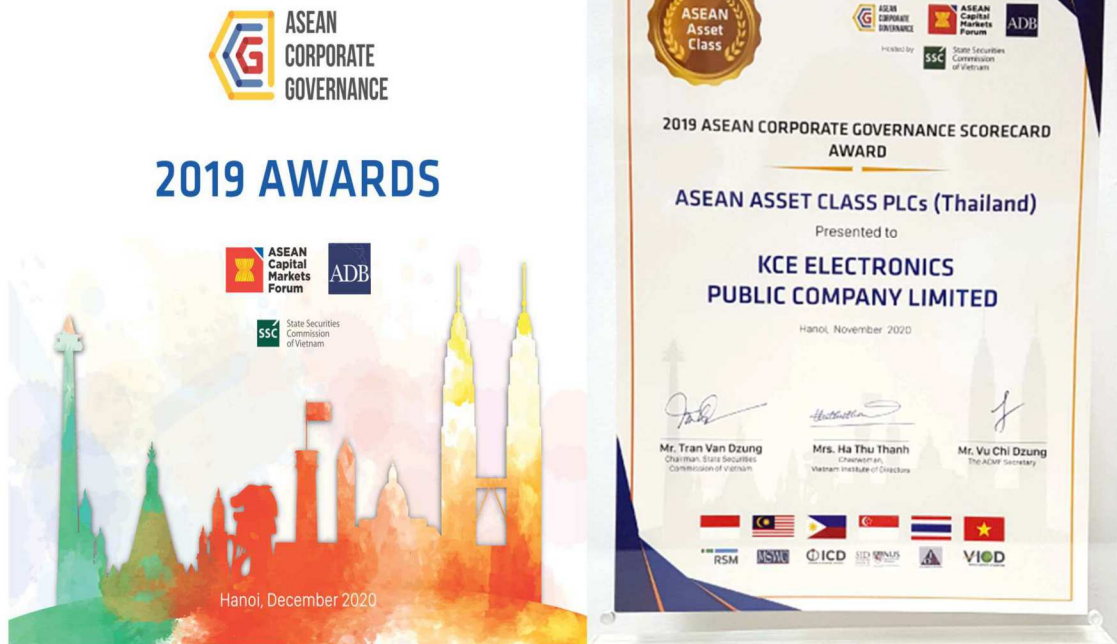 ASEAN
CORPORATE
GOVERNANCE
2019 AWARDS
ASEAN
Capital
Markets
Forum
ADB
SSC
State Securities
Commission
of Vietnam
Hanoi, December 2020
ASEAN
Asset
Class
ASEAN
CORPORATE
GOVERNANCE
ASEAN
Capital
Markets
Forum
ADB
Hosted by
SSC
State Securities
Commission
of Vietnam
2019 ASEAN CORPORATE GOVERNANCE SCORECARD
AWARD
ASEAN ASSET CLASS PLCs (Thailand)
Presented to
KCE ELECTRONICS
PUBLIC COMPANY LIMITED
Hanoi, November 2020
Mr. Tran Van Dzung
Chairman, State Securities
Commission of Vietnam
Mrs. Ha Thu Thanh
Chairwoman,
Vietnam Institute of Directors
Mr. Vu Chi Dzung
The ACMF Secretary
RSM
MSWG
ICD
SID
NUS
VIOD